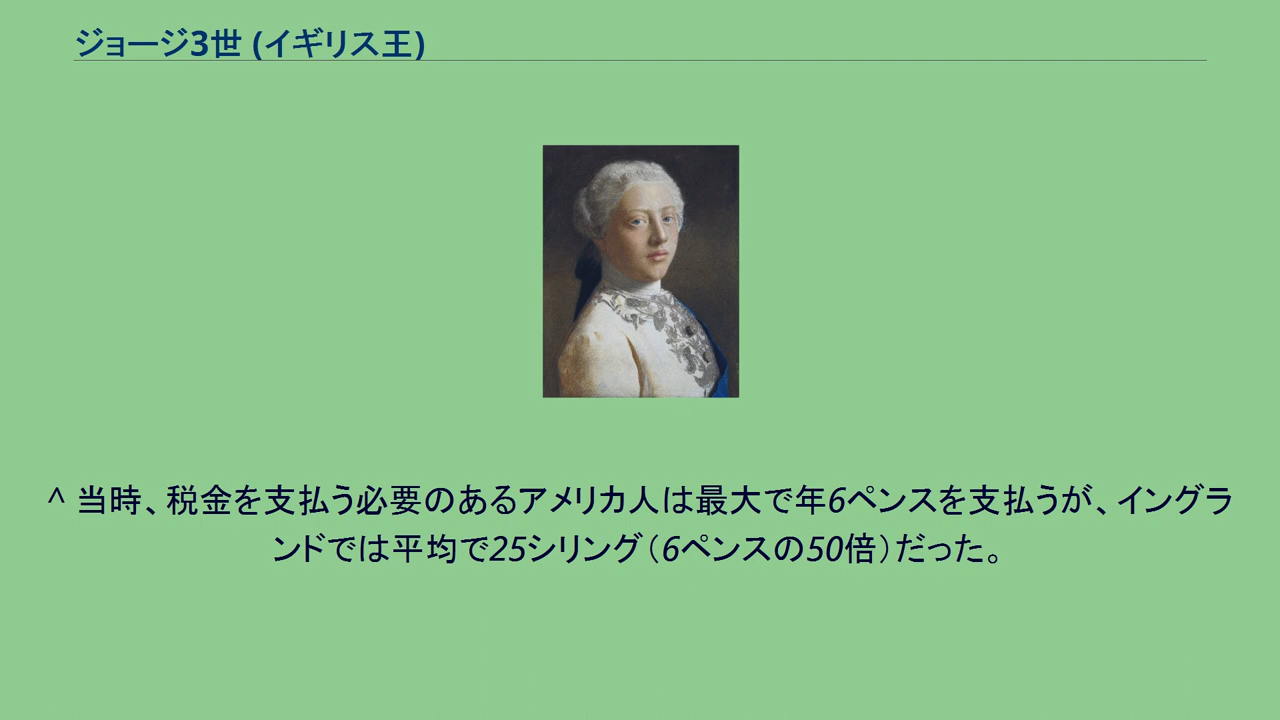 ジョージ3世 (イギリス王)
^ 当時、税金を支払う必要のあるアメリカ人は最大で年6ペンスを支払うが、イングラ
ンドでは平均で25シリング（6ペンスの50倍）だった。